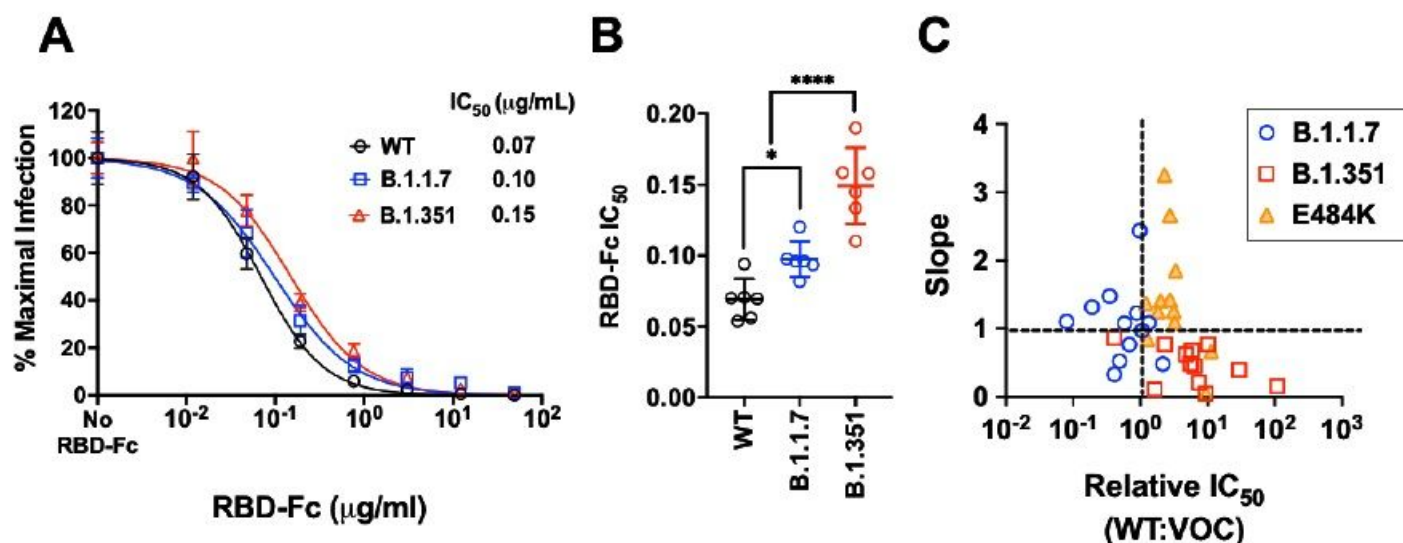 A
% Maximal Infection
120
100
80
60
40
20
0
No
RBD-Fc
10-2
10-1
100
101
102
RBD-Fc (μg/ml)
IC50 (μg/mL)
WT 0.07
B.1.1.7 0.10
B.1.351 0.15
B
RBD-Fc IC50
0.20
0.15
0.10
0.05
0.00
*
****
WT
B.1.1.7
B.1.351
C
Slope
4
3
2
1
0
10-2
10-1
100
101
102
103
Relative IC50
(WT:VOC)
B.1.1.7
B.1.351
E484K